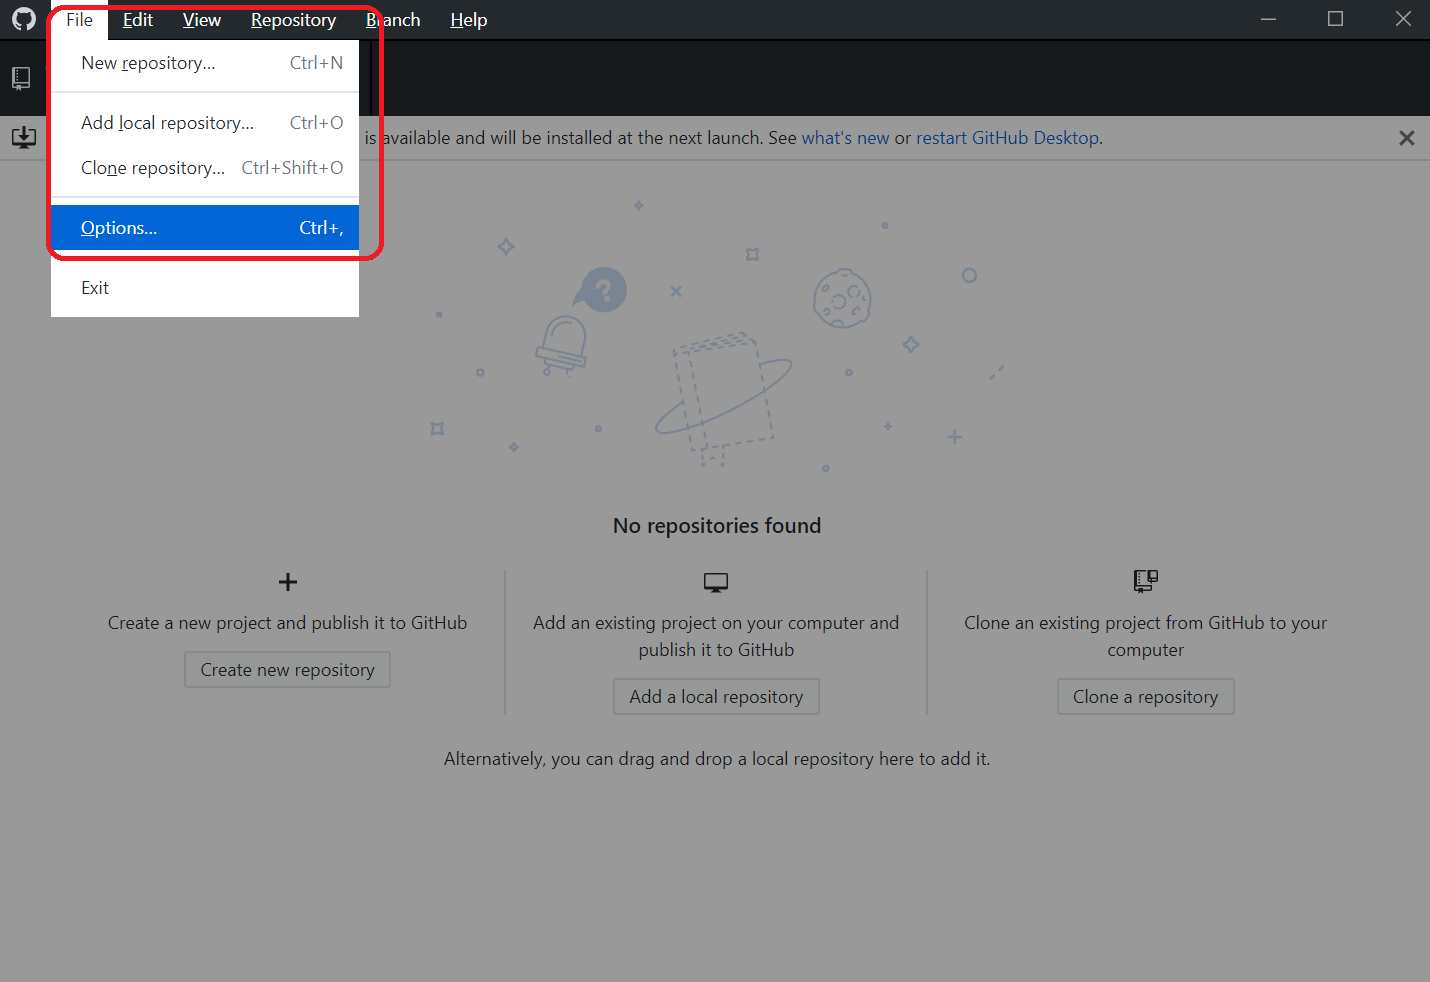 File Edit View Repository Branch Help
New repository... Ctrl+N
Add local repository... Ctrl+O
Clone repository... Ctrl+Shift+O
Options... Ctrl+,
Exit
is available and will be installed at the next launch. See what's new or restart GitHub Desktop.
?
No repositories found
Create a new project and publish it to GitHub
Create new repository
Add an existing project on your computer and
publish it to GitHub
Add a local repository
Clone an existing project from GitHub to your
computer
Clone a repository
Alternatively, you can drag and drop a local repository here to add it.